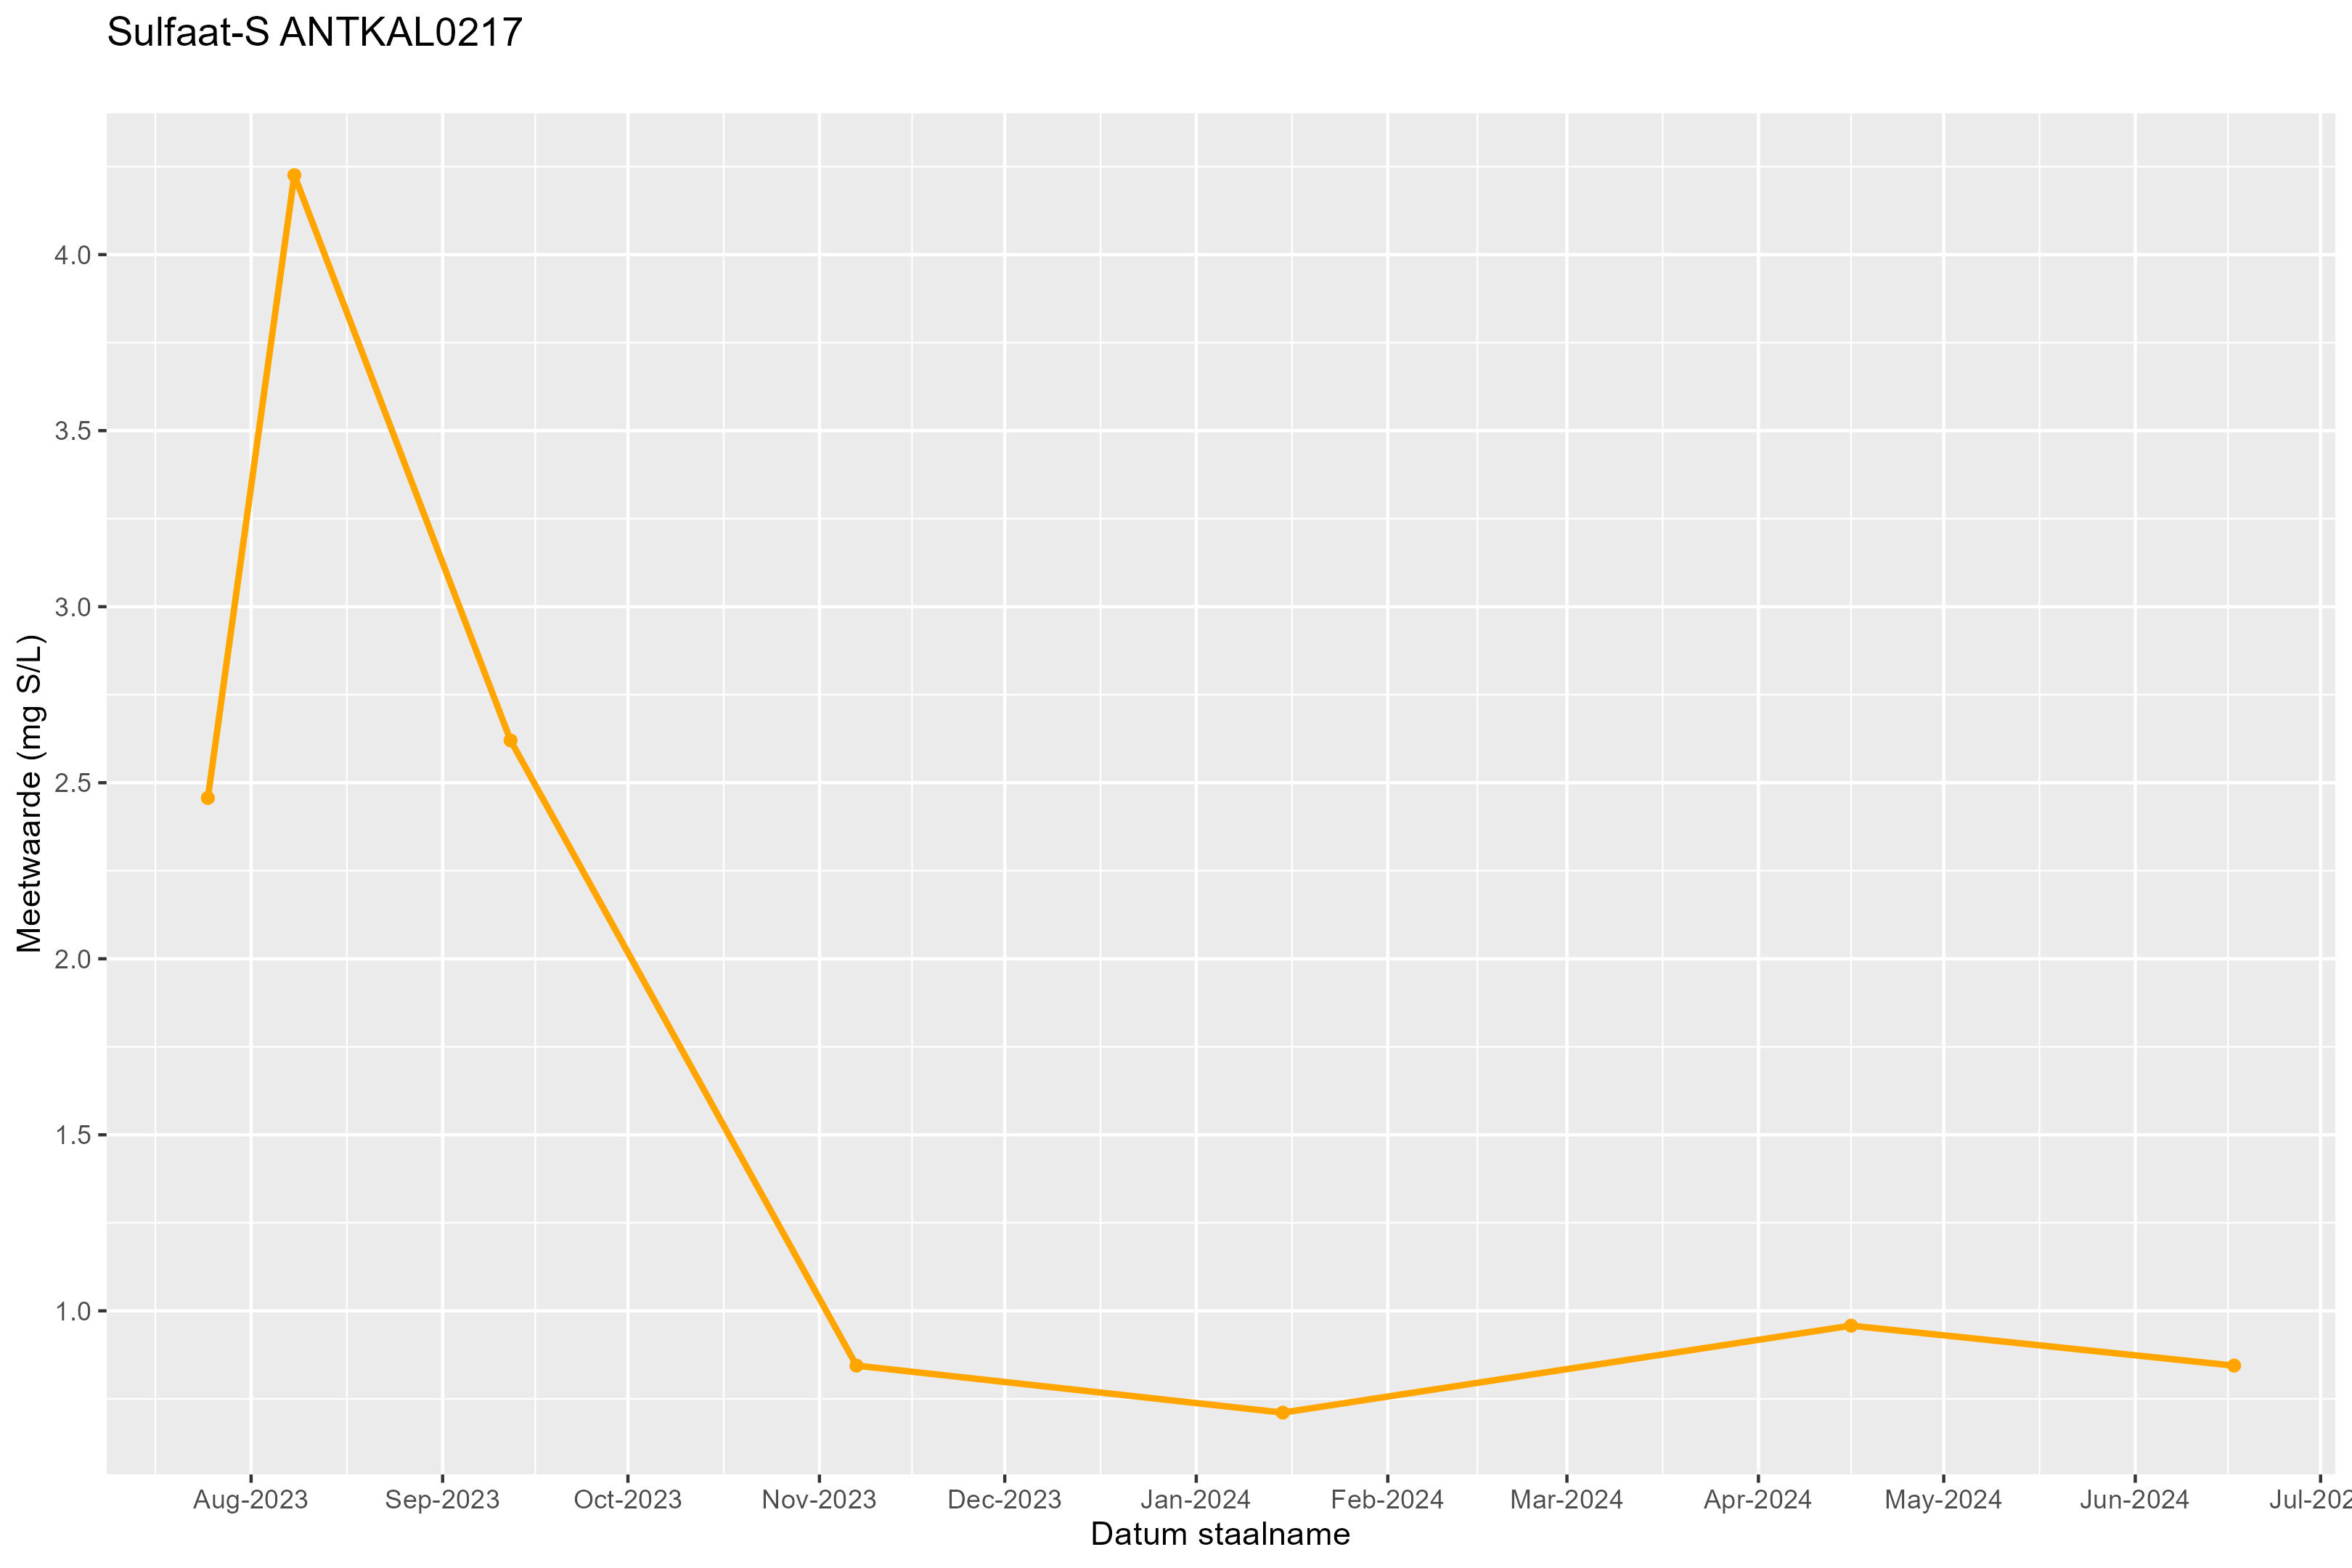 Sulfaat-S ANTKAL0217
Meetwaarde (mg S/L)
4.0
3.5
3.0
2.5
2.0
1.5
1.0
Aug-2023 Sep-2023 Oct-2023 Nov-2023 Dec-2023 Jan-2024 Feb-2024 Mar-2024 Apr-2024 May-2024 Jun-2024 Jul-202
Datum staalname